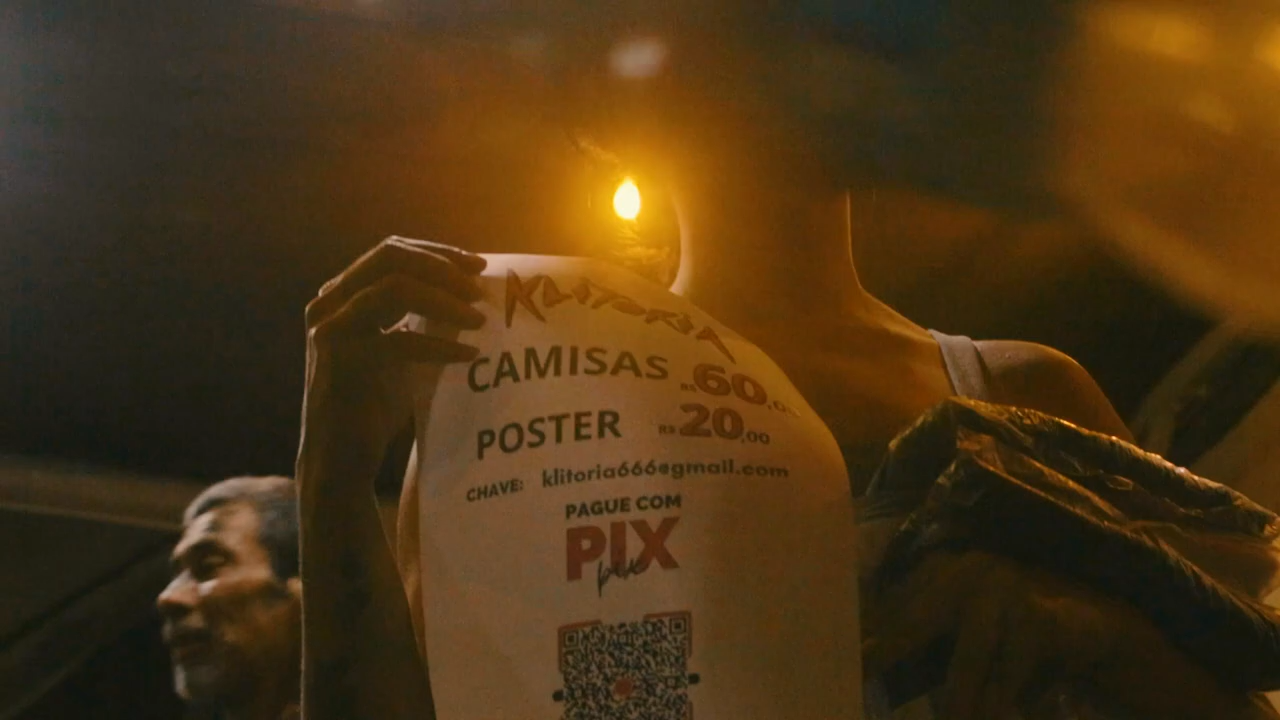 KLITORIA
CAMISAS R$ 60,00
POSTER R$ 20,00
CHAVE: klitoria666@gmail.com
PAGUE COM
PIX